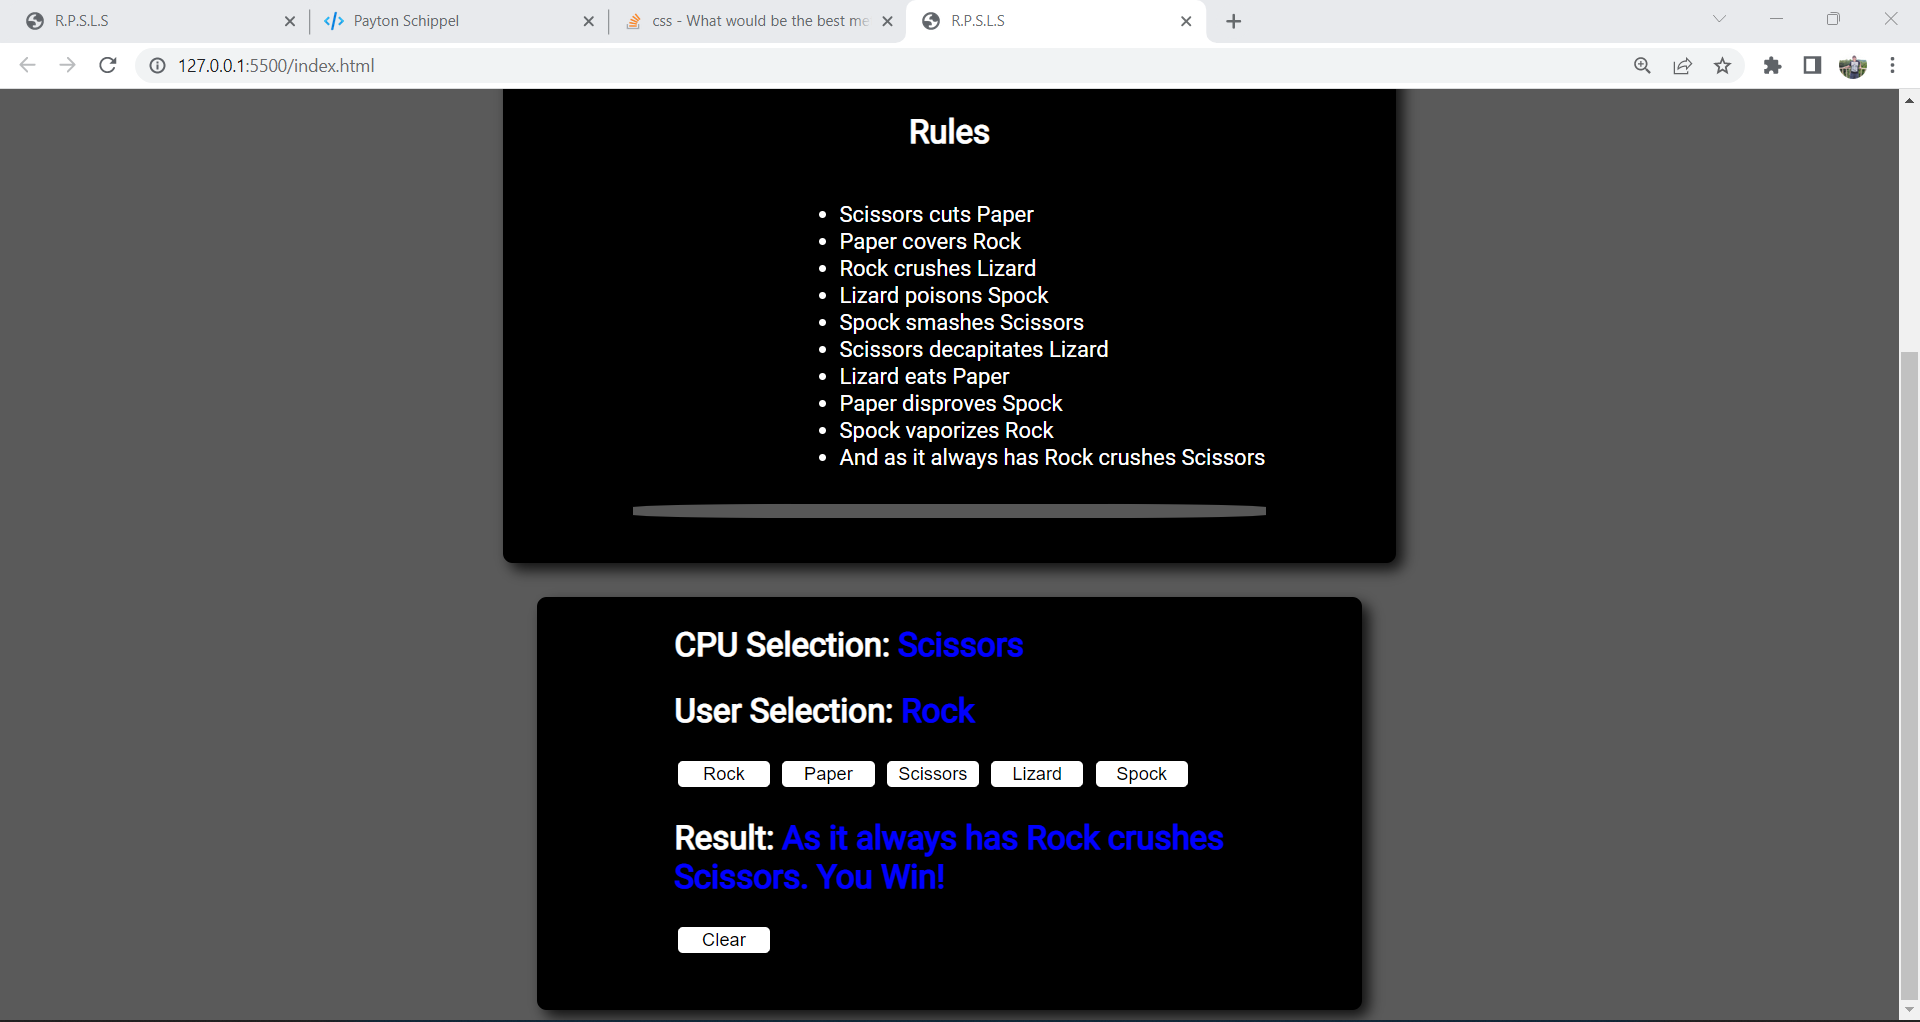 R.P.S.L.S
Payton Schippel
css - What would be the best me
R.P.S.L.S
127.0.0.1:5500/index.html
Rules
• Scissors cuts Paper
• Paper covers Rock
• Rock crushes Lizard
• Lizard poisons Spock
• Spock smashes Scissors
• Scissors decapitates Lizard
• Lizard eats Paper
• Paper disproves Spock
• Spock vaporizes Rock
• And as it always has Rock crushes Scissors
CPU Selection: Scissors
User Selection: Rock
Rock Paper Scissors Lizard Spock
Result: As it always has Rock crushes
Scissors. You Win!
Clear